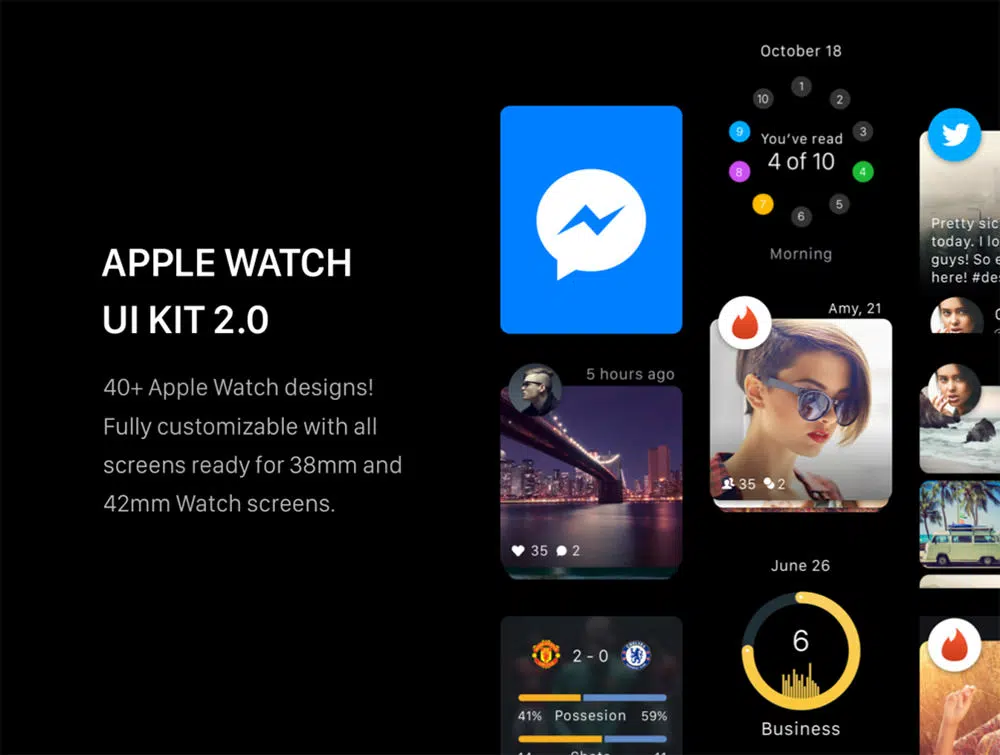 APPLE WATCH
UI KIT 2.0
40+ Apple Watch designs!
Fully customizable with all
screens ready for 38mm and
42mm Watch screens.
5 hours ago
35 2
2 - 0
41% Possesion 59%
October 18
1
2
3
4
5
6
7
8
9
10
You've read
4 of 10
Morning
Amy, 21
35 2
June 26
6
Business
Pretty sic
today. I lo
guys! So e
here! #des